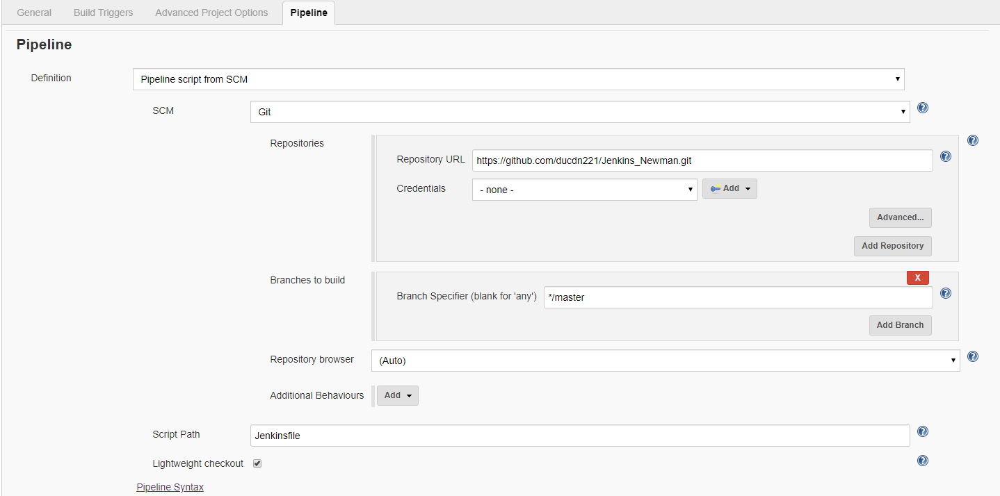 General Build Triggers Advanced Project Options Pipeline
Pipeline
Definition Pipeline script from SCM
SCM Git
Repositories
Repository URL https://github.com/ducdn221/Jenkins_Newman.git
Credentials - none - Add
Advanced...
Add Repository
Branches to build X
Branch Specifier (blank for 'any') */master
Add Branch
Repository browser (Auto)
Additional Behaviours Add
Script Path Jenkinsfile
Lightweight checkout
Pipeline Syntax